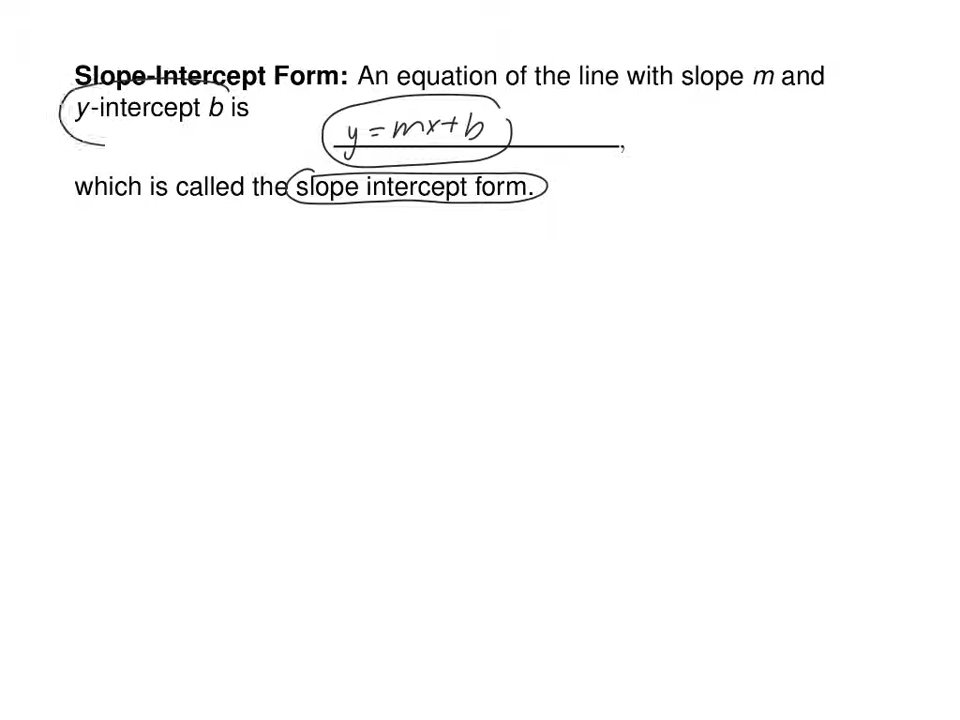 Slope-Intercept Form: An equation of the line with slope m and
y-intercept b is
y = mx+b,
which is called the slope intercept form.